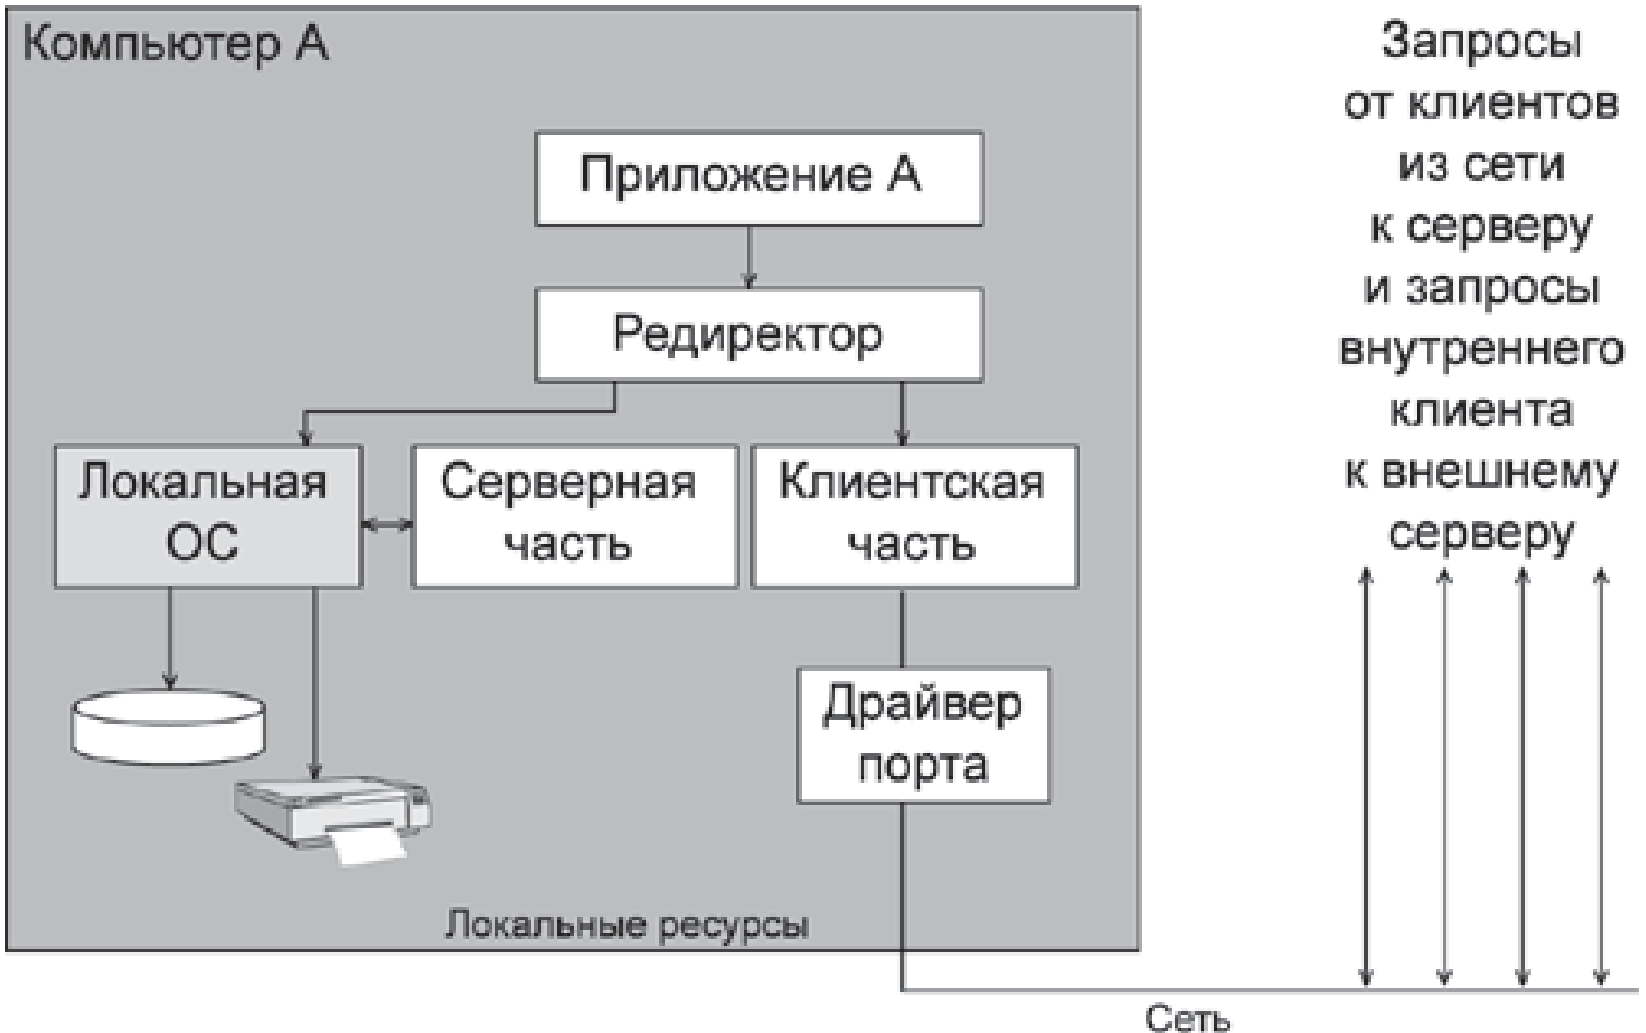 Компьютер А
Приложение А
Редиректор
Локальная
ОС
Серверная
часть
Клиентская
часть
Драйвер
порта
Локальные ресурсы
Запросы
от клиентов
из сети
к серверу
и запросы
внутреннего
клиента
к внешнему
серверу
Сеть